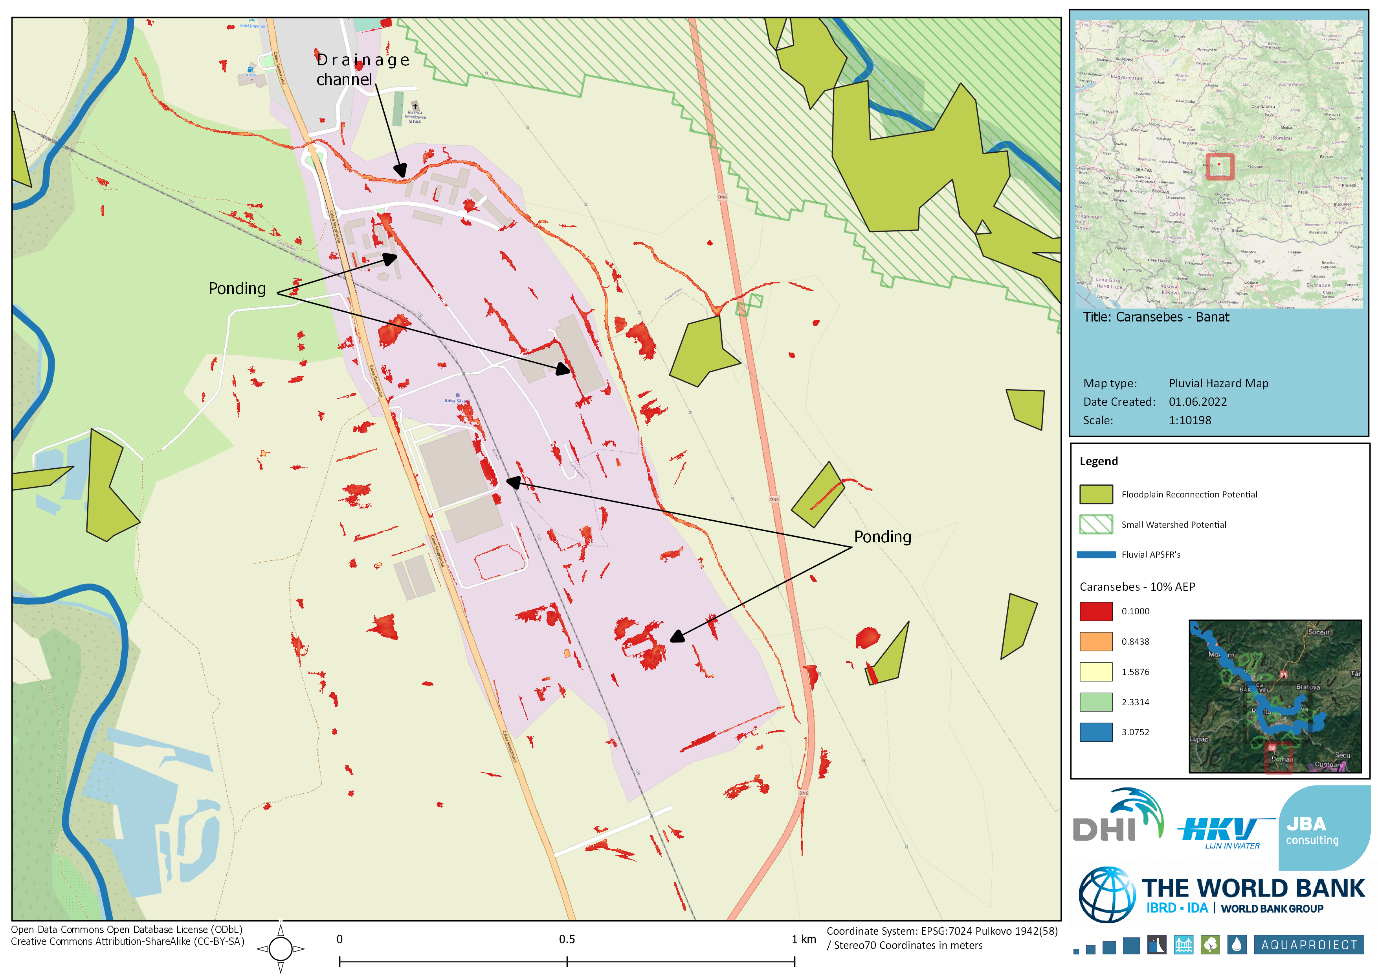 Drainage
channel
Ponding
Ponding
DN6
DN6
DN6
Title: Caransebes - Banat
Map type: Pluvial Hazard Map
Date Created: 01.06.2022
Scale: 1:10198
Legend
Floodplain Reconnection Potential
Small Watershed Potential
Fluvial APSFR's
Caransebes - 10% AEP
0.1000
0.8438
1.5876
2.3314
3.0752
DHI
HKV
LIJN IN WATER
JBA
consulting
THE WORLD BANK
IBRD • IDA | WORLD BANK GROUP
AQUAPROIECT
Open Data Commons Open Database License (ODbL)
Creative Commons Attribution-ShareAlike (CC-BY-SA)
0 0.5 1 km
Coordinate System: EPSG:7024 Pulkovo 1942(58)
/ Stereo70 Coordinates in meters